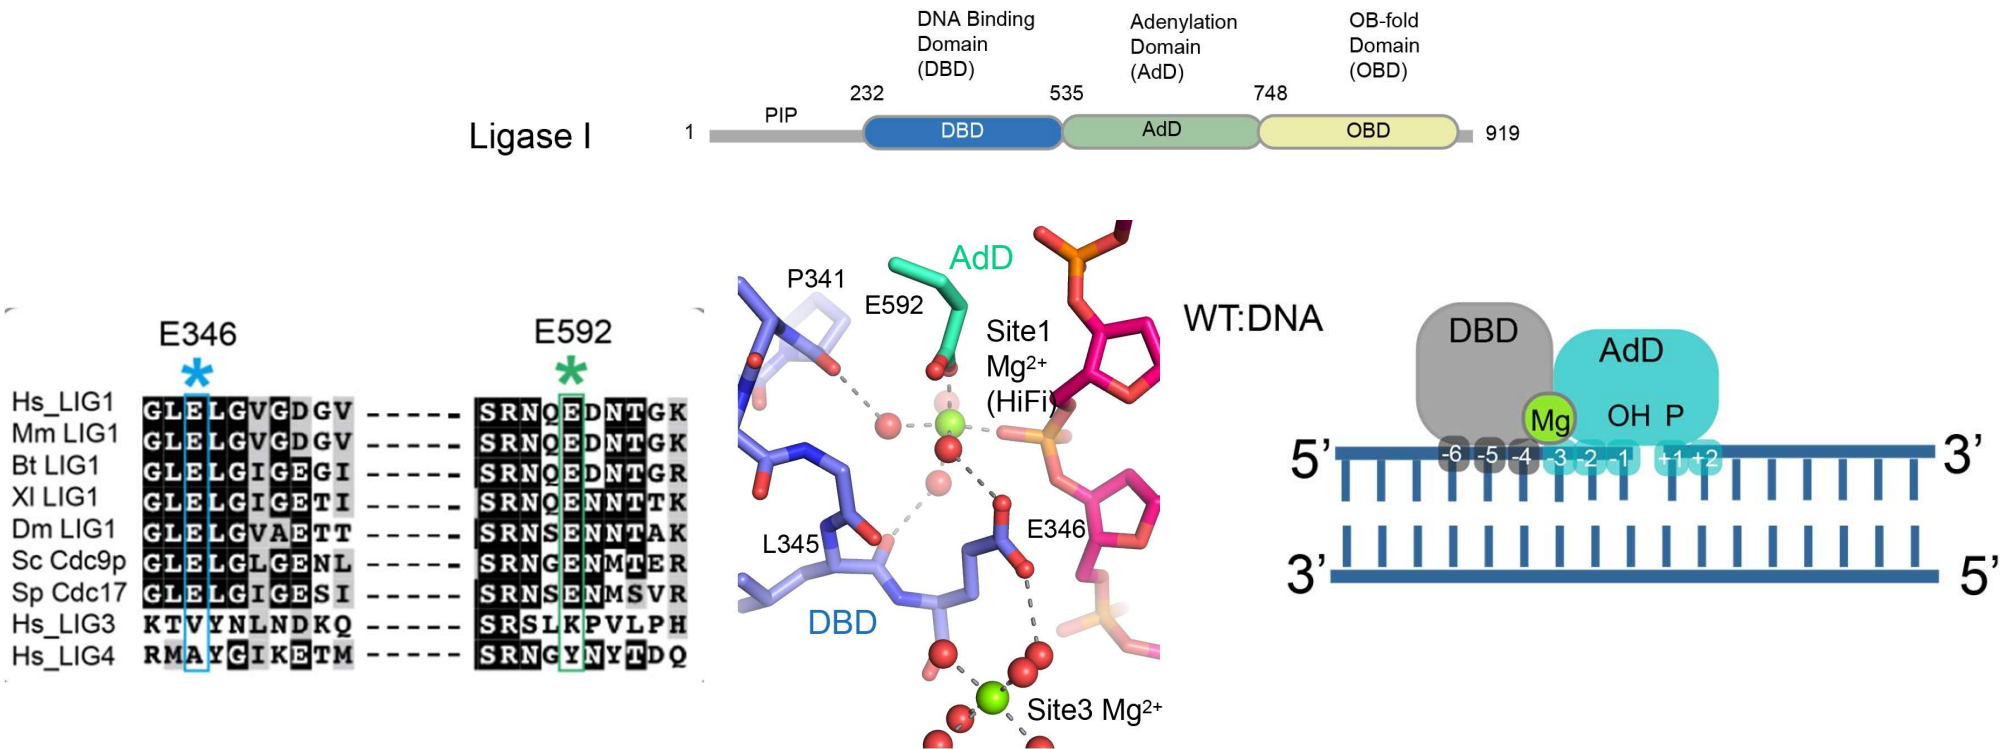 DNA Binding
Domain
(DBD)
Adenylation
Domain
(AdD)
OB-fold
Domain
(OBD)
232
535
748
Ligase I
1
PIP
DBD
AdD
OBD
919
E346
E592
* *
Hs_LIG1 GLELGVGDGV ----- SRNQEDNTGK
Mm LIG1 GLELGVGDGV ----- SRNQEDNTGK
Bt LIG1 GLELGIGEGI ----- SRNQEDNTGR
Xl LIG1 GLELGIGETI ----- SRNQENNTTK
Dm LIG1 GLELGVAETT ----- SRNSENNTAK
Sc Cdc9p GLELGLGENL ----- SRNGENMTER
Sp Cdc17 GLELGIGESI ----- SRNSENMSVR
Hs_LIG3 KTVYNLNDKQ ----- SRSLKPVLPH
Hs_LIG4 RMAYGIKETM ----- SRNGYNYTDQ
AdD
P341
E592
Site1
Mg2+
(HiFi)
E346
L345
DBD
Site3 Mg2+
WT:DNA
DBD
AdD
Mg
OH P
5’
-6 -5 -4 -3 -2 -1 +1 +2
3’
3’
5’